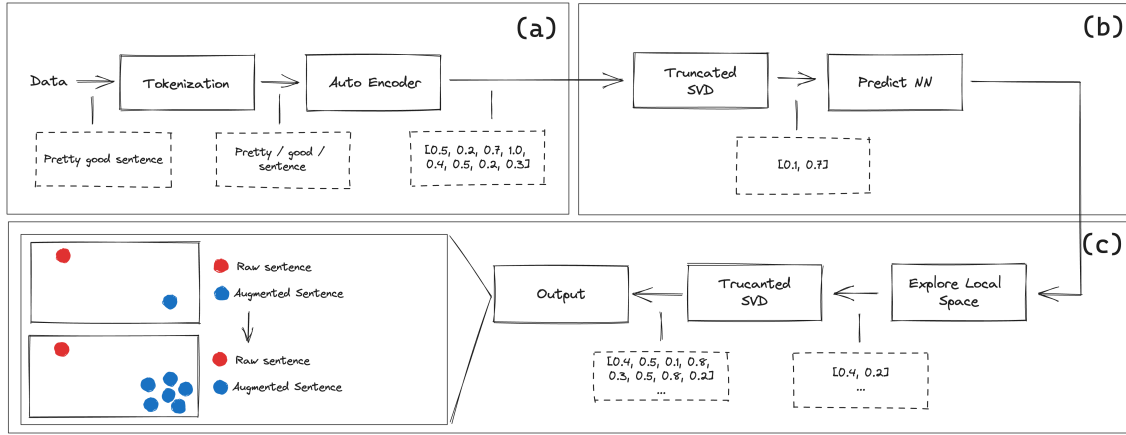 (a)
Data
Tokenization
Auto Encoder
Pretty good sentence
Pretty / good /
sentence
[0.5, 0.2, 0.7, 1.0,
0.4, 0.5, 0.2, 0.3]
(b)
Truncated
SVD
Predict NN
[0.1, 0.7]
(c)
Explore Local
Space
[0.4, 0.2]
...
Trucanted
SVD
[0.4, 0.5, 0.1, 0.8,
0.3, 0.5, 0.8, 0.2]
...
Output
Raw sentence
Augmented Sentence
Raw sentence
Augmented Sentence